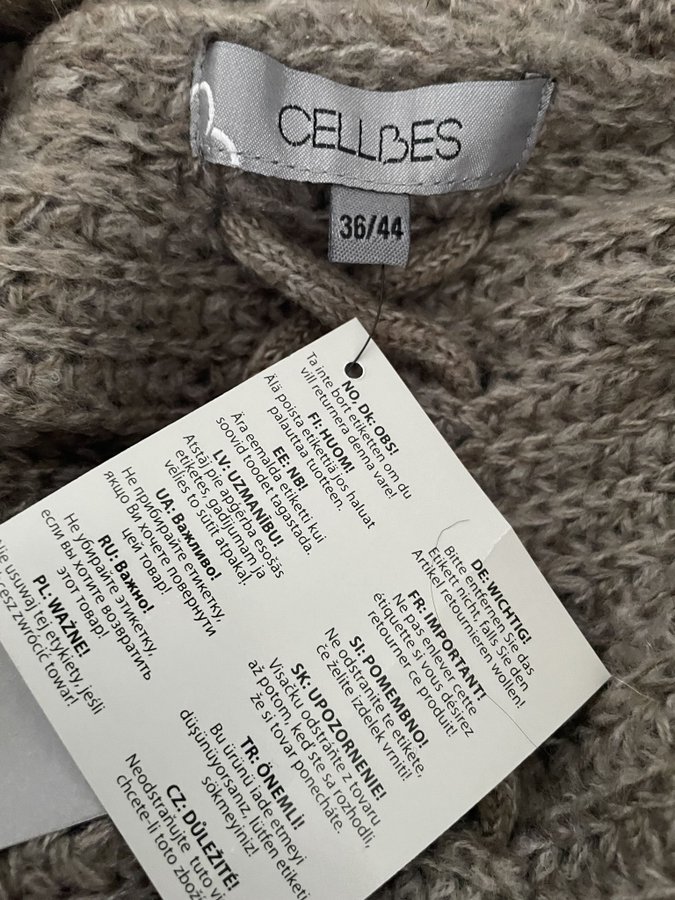 CELLBES
36/44
NO, Dk: OBS!
Ta inte bort etiketten om du
vill returnera denna vare!
FI: HUOM!
Älä poista etikettiä jos haluat
palauttaa tuotteen.
EE: NB!
Ära eemalda etiketti kui
soovid toodet tagastada.
LV: UZMANĪBU!
Atstāj pie apģērba esošās
etiķetes, gadījumam ja
vēlies to sūtīt atpakaļ.
UA: Важливо!
Не прибирайте етикетку,
якщо Ви хочете повернути
цей товар!
RU: Важно!
Не убирайте этикетку,
если вы хотите возвратить
этот товар!
PL: WAŻNE!
Nie usuwaj tej etykiety, jeśli
chcesz zwrócić towar!
DE: WICHTIG!
Bitte entfernen Sie das
Etikett nicht, falls Sie den
Artikel retournieren wollen!
FR: IMPORTANT!
Ne pas enlever cette
étiquette si vous désirez
retourner ce produit!
SI: POMEMBNO!
Ne odstranite te etikete,
če želite izdelek vrniti!
SK: UPOZORNENIE!
Visačku odstráňte z tovaru,
až potom, keď ste sa rozhodli,
že si tovar ponecháte.
TR: ÖNEMLİ!
Bu ürünü iade etmeyi
düşünüyorsanız, lütfen etiketi
sökmeyiniz!
CZ: DŮLEŽITÉ!
Neodstraňujte tuto
chcete-li toto